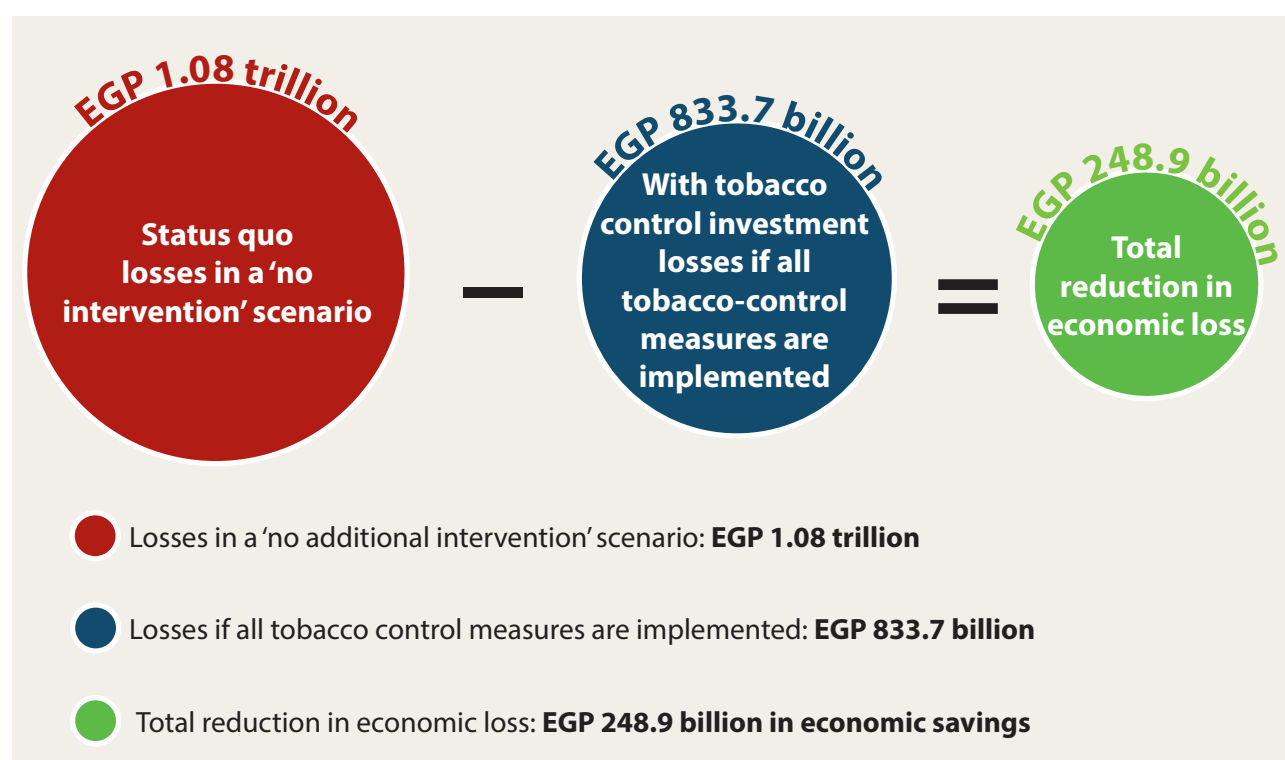 EGP 1.08 trillion
Status quo
losses in a ‘no
intervention’ scenario
–
EGP 833.7 billion
With tobacco
control investment
losses if all
tobacco-control
measures are
implemented
=
EGP 248.9 billion
Total
reduction in
economic loss
Losses in a ‘no additional intervention’ scenario: EGP 1.08 trillion
Losses if all tobacco control measures are implemented: EGP 833.7 billion
Total reduction in economic loss: EGP 248.9 billion in economic savings